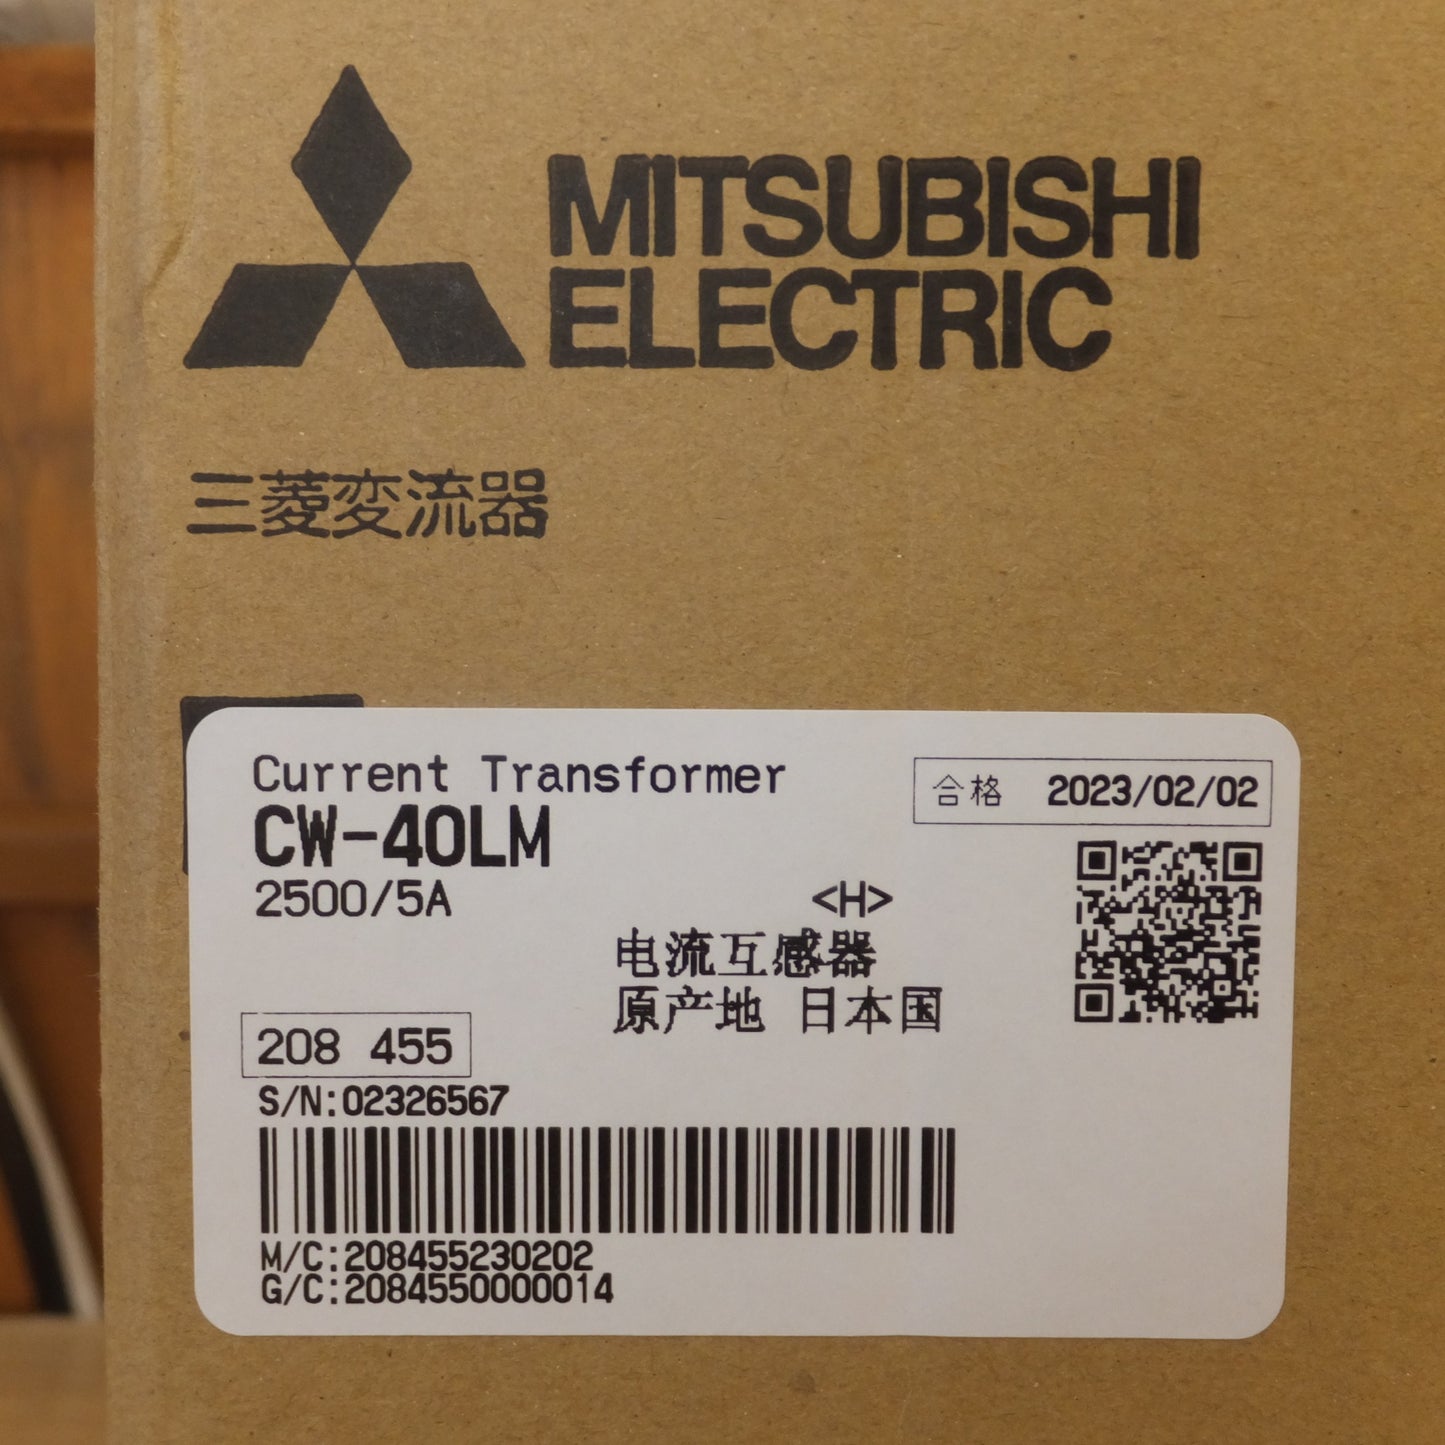 MITSUBISHI
ELECTRIC
三菱変流器
Current Transformer
CW-40LM
2500/5A
合格 2023/02/02
<H>
电流互感器
原产地 日本国
208 455
S/N:02326567
M/C:208455230202
G/C:2084550000014